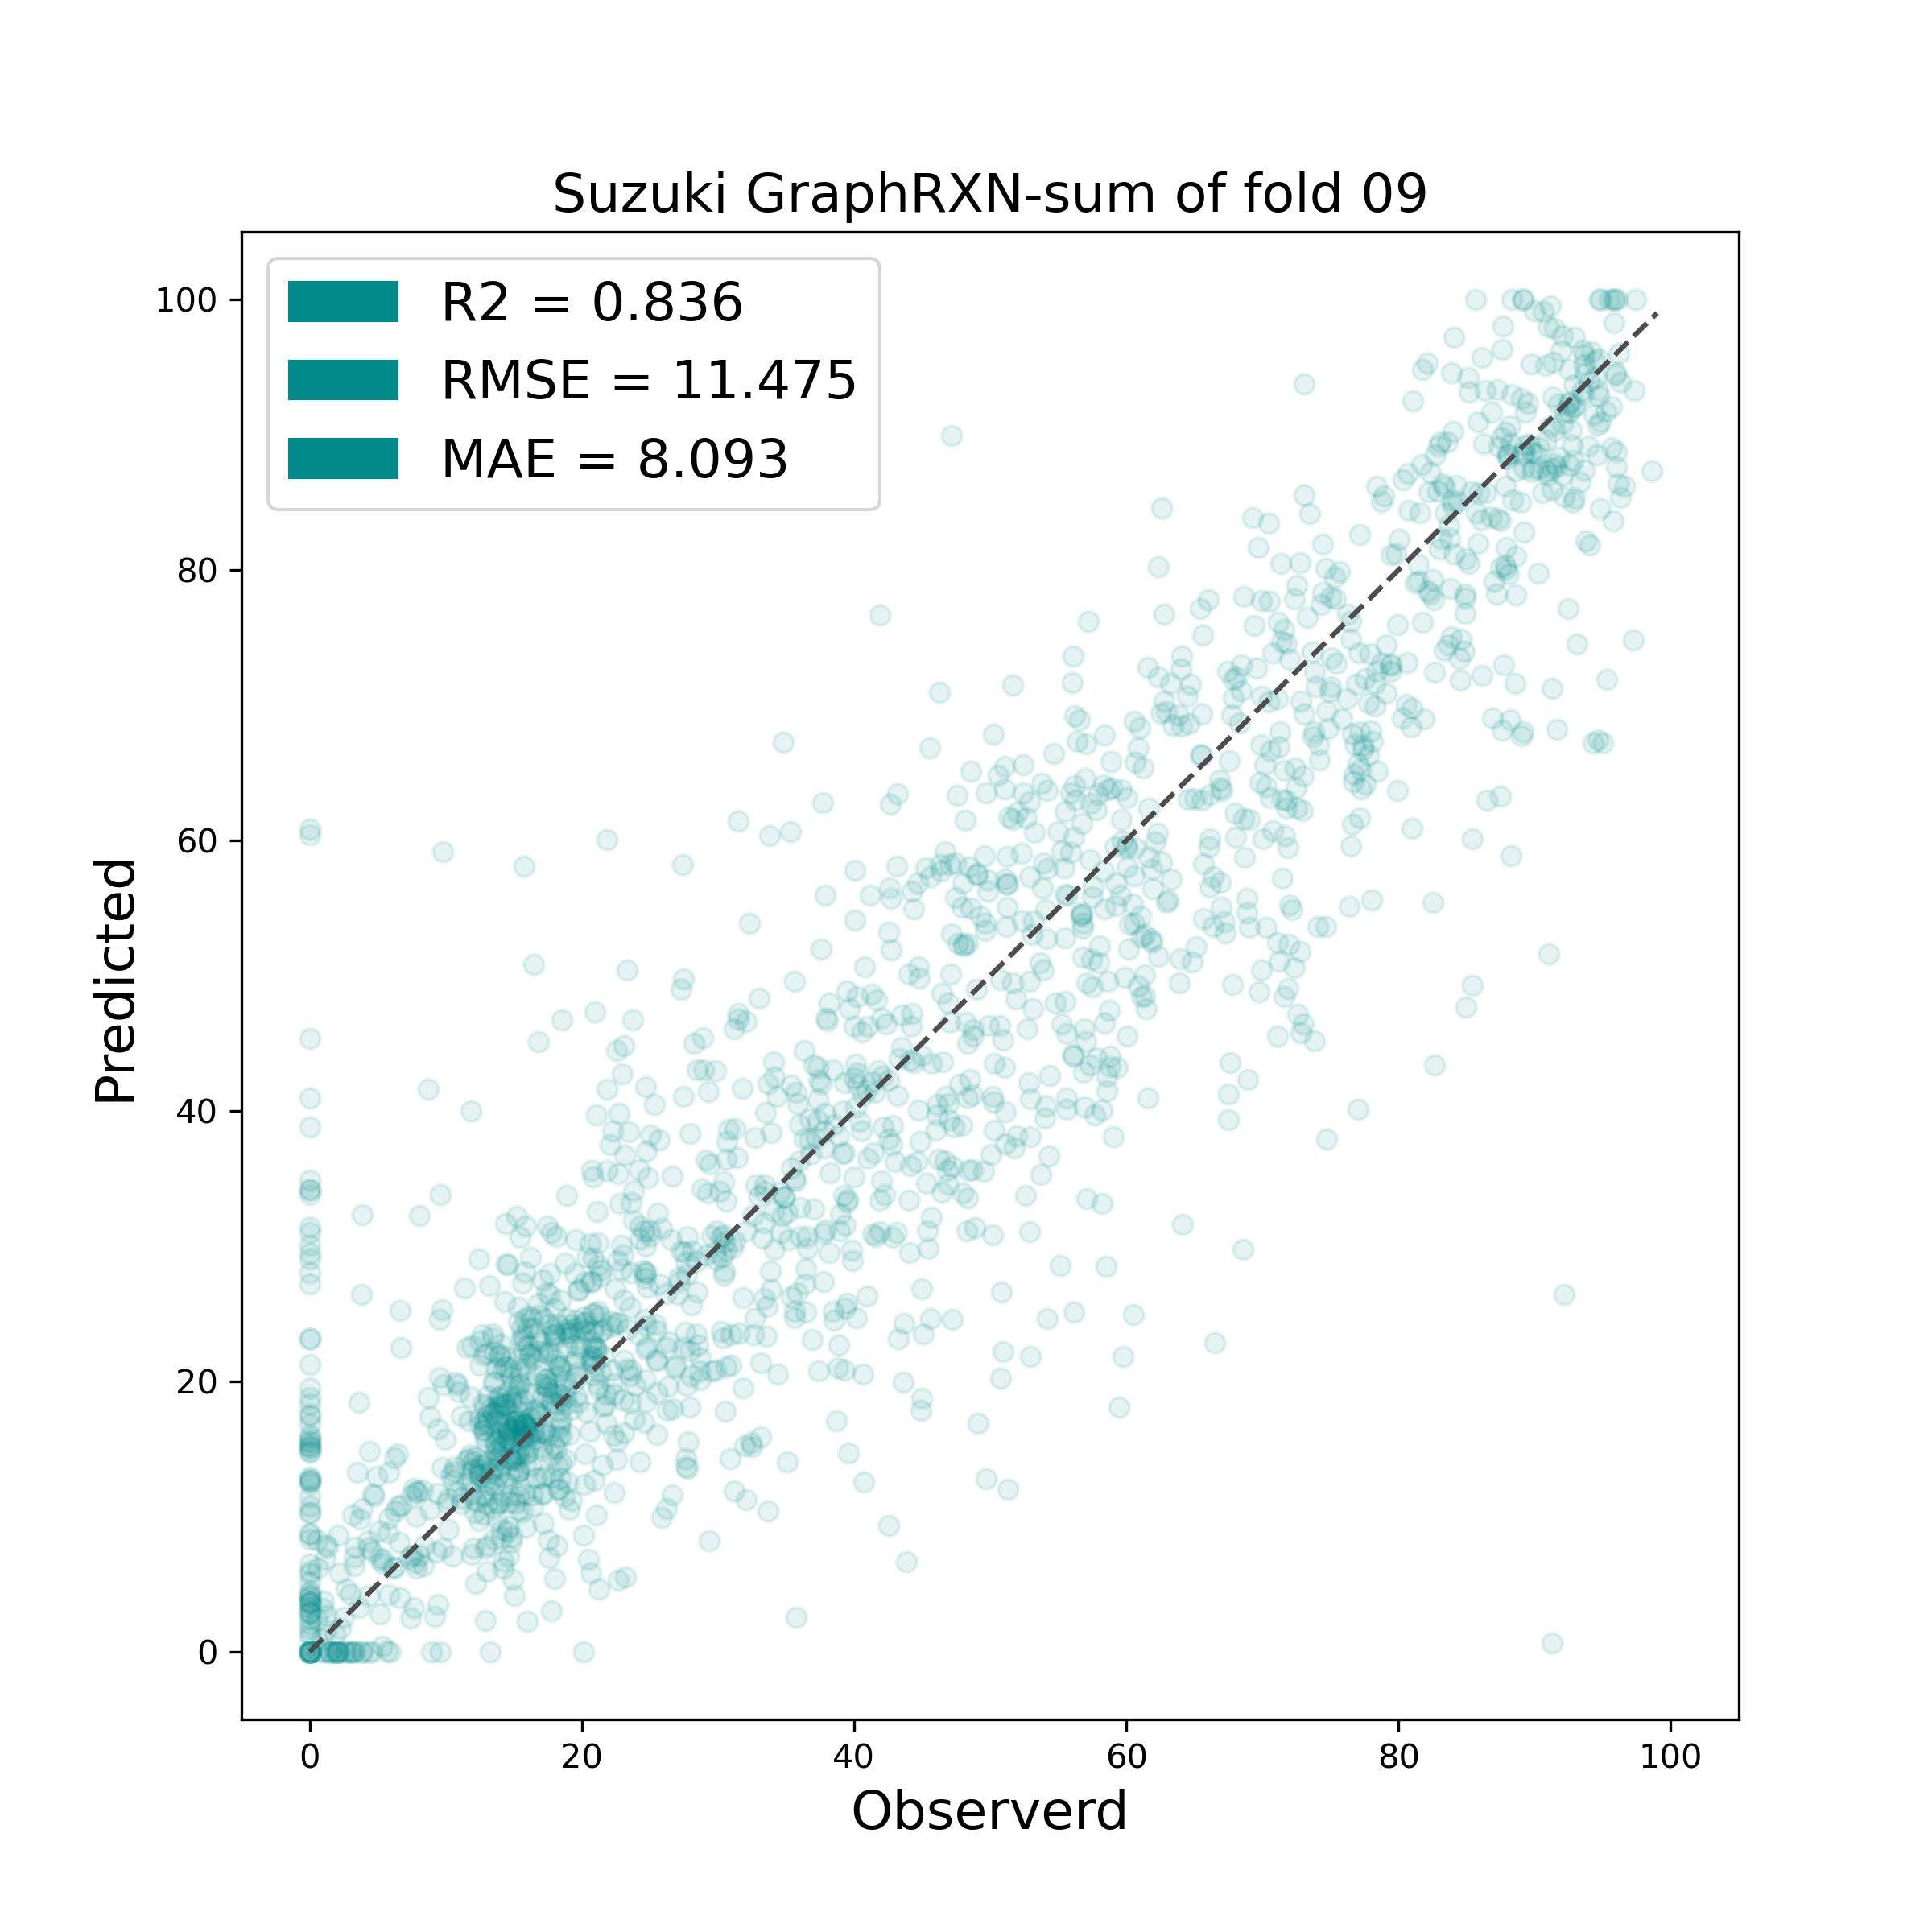 Suzuki GraphRXN-sum of fold 09
R2 = 0.836
RMSE = 11.475
MAE = 8.093
100
80
60
40
20
0
Predicted
0 20 40 60 80 100
Observerd